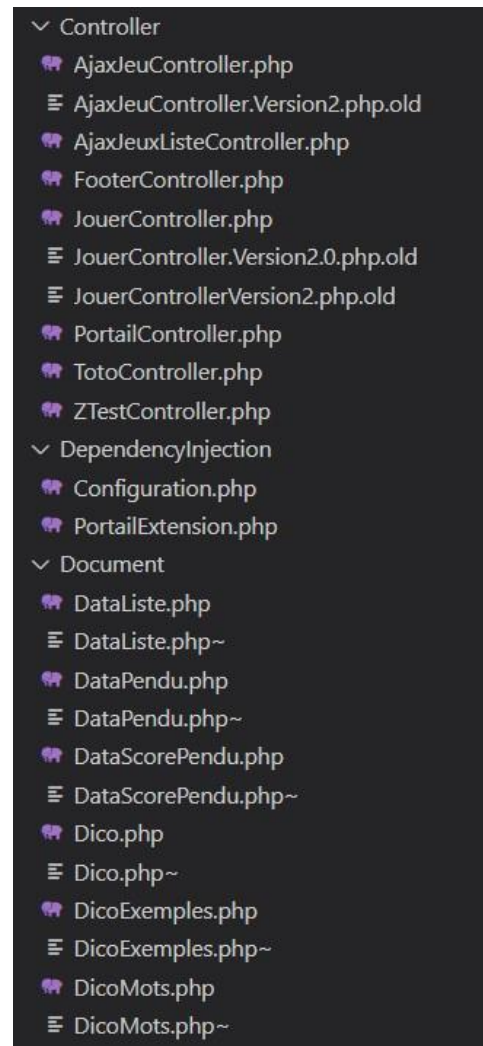 Controller
AjaxJeuController.php
AjaxJeuController.Version2.php.old
AjaxJeuxListeController.php
FooterController.php
JouerController.php
JouerController.Version2.0.php.old
JouerControllerVersion2.php.old
PortailController.php
TotoController.php
ZTestController.php
DependencyInjection
Configuration.php
PortailExtension.php
Document
DataListe.php
DataListe.php~
DataPendu.php
DataPendu.php~
DataScorePendu.php
DataScorePendu.php~
Dico.php
Dico.php~
DicoExemples.php
DicoExemples.php~
DicoMots.php
DicoMots.php~